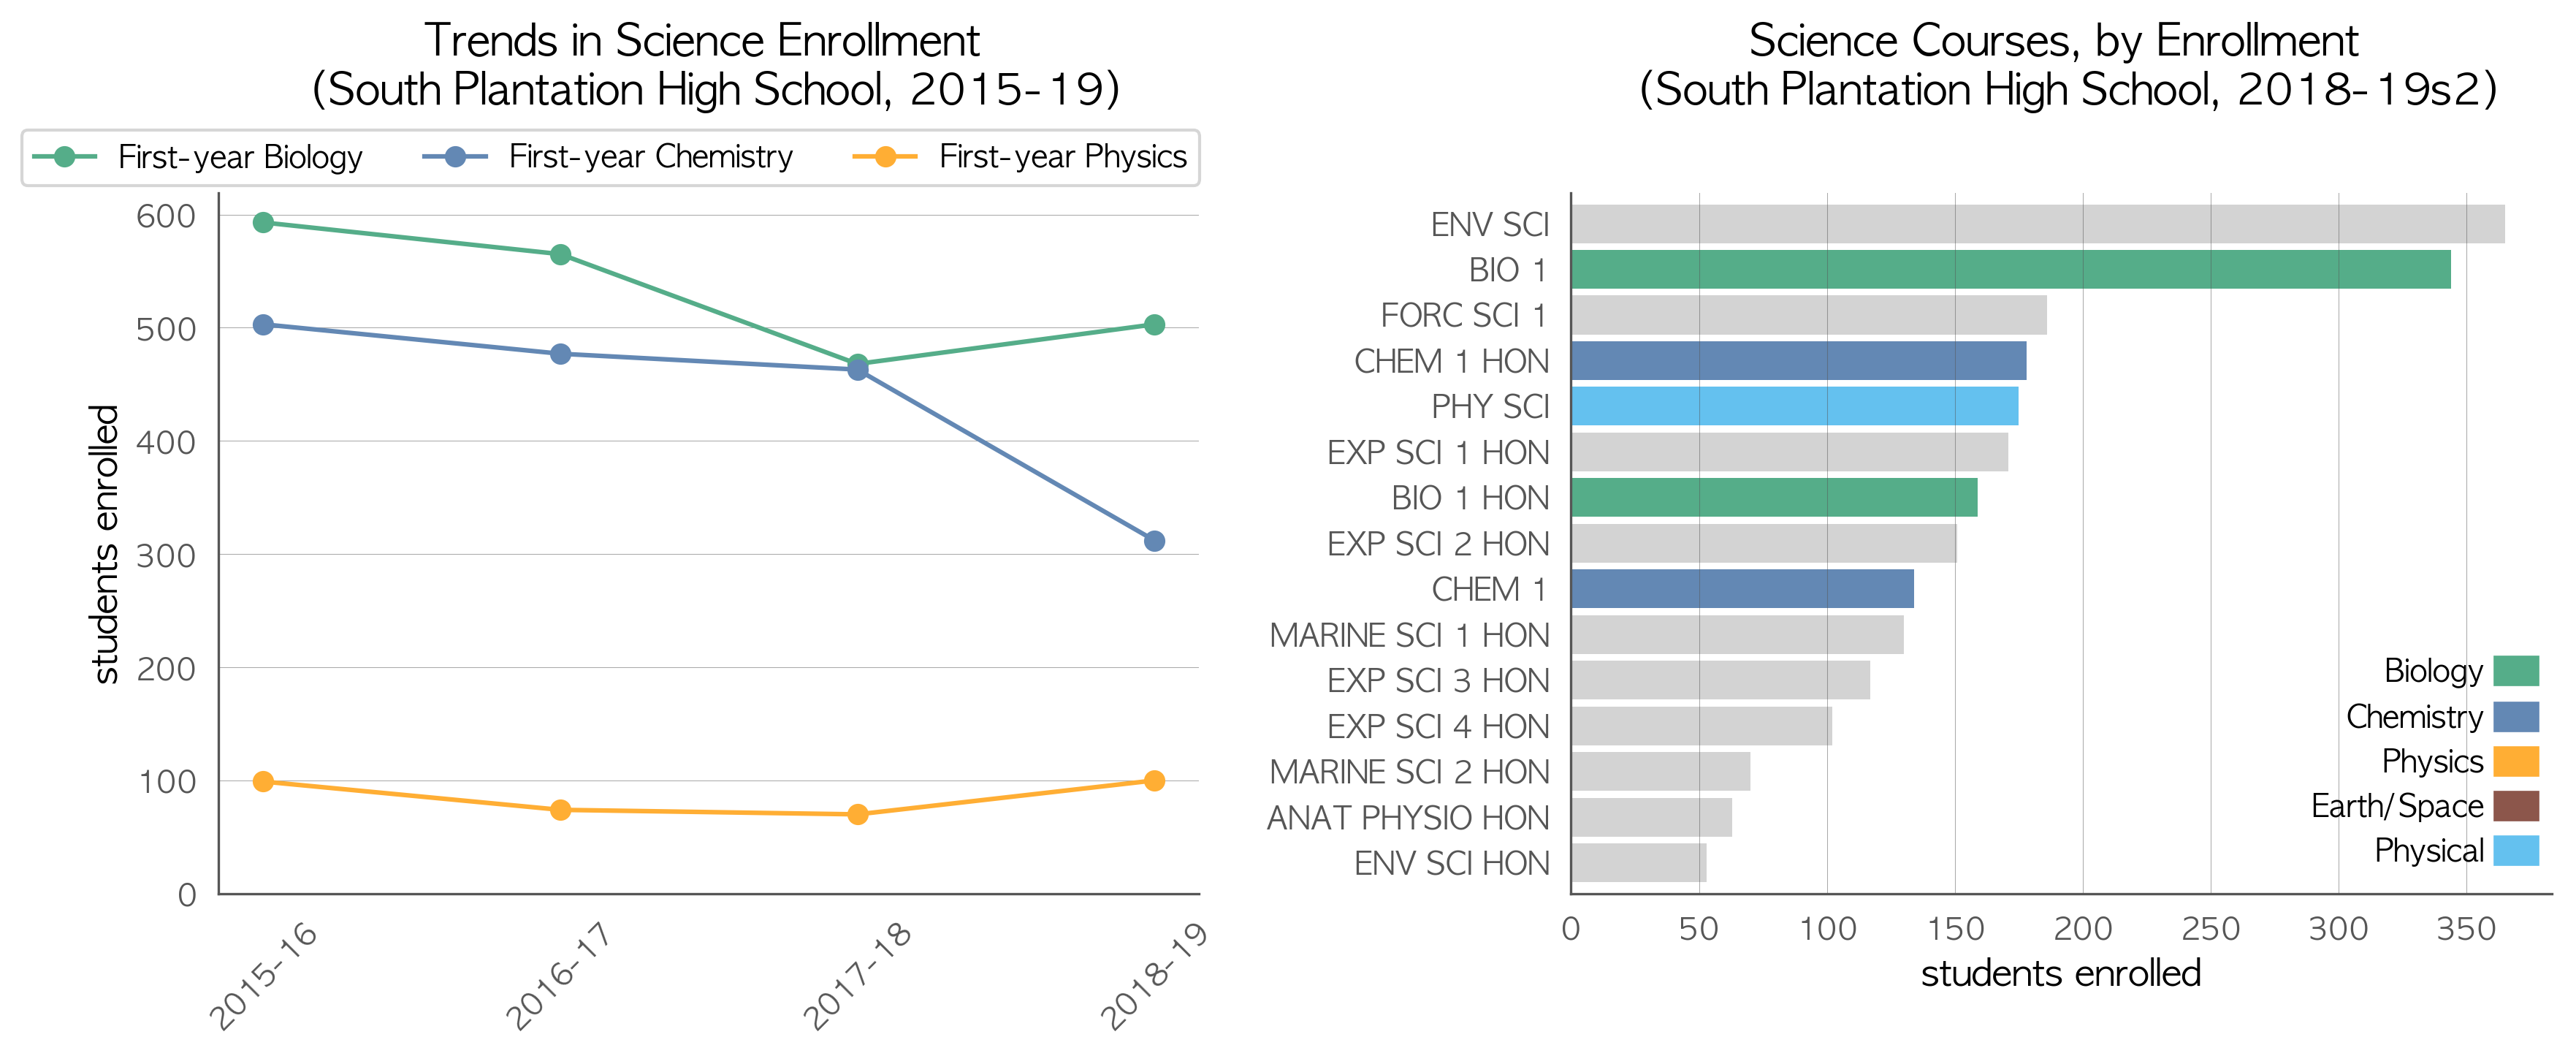 Trends in Science Enrollment
(South Plantation High School, 2015-19)
First-year Biology
First-year Chemistry
First-year Physics
600
500
400
300
200
100
0
students enrolled
2015-16
2016-17
2017-18
2018-19
Science Courses, by Enrollment
(South Plantation High School, 2018-19s2)
ENV SCI
BIO 1
FORC SCI 1
CHEM 1 HON
PHY SCI
EXP SCI 1 HON
BIO 1 HON
EXP SCI 2 HON
CHEM 1
MARINE SCI 1 HON
EXP SCI 3 HON
EXP SCI 4 HON
MARINE SCI 2 HON
ANAT PHYSIO HON
ENV SCI HON
Biology
Chemistry
Physics
Earth/Space
Physical
0 50 100 150 200 250 300 350
students enrolled